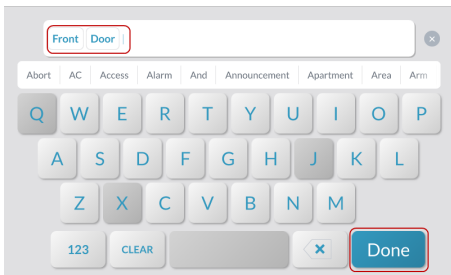 Front Door
Abort AC Access Alarm And Announcement Apartment Area Arm
Q W E R T Y U I O P
A S D F G H J K L
Z X C V B N M
123 CLEAR Done